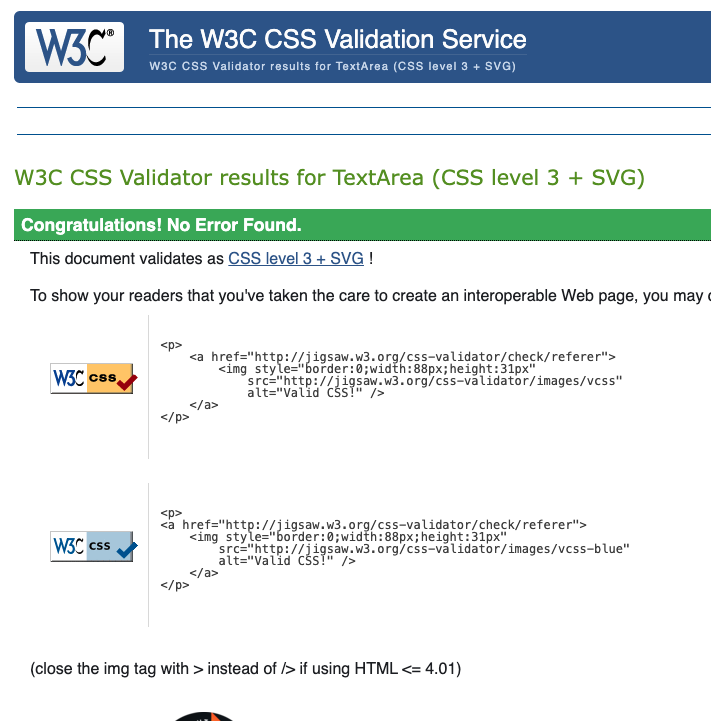 W3C®
The W3C CSS Validation Service
W3C CSS Validator results for TextArea (CSS level 3 + SVG)
W3C CSS Validator results for TextArea (CSS level 3 + SVG)
Congratulations! No Error Found.
This document validates as CSS level 3 + SVG !
To show your readers that you've taken the care to create an interoperable Web page, you may
W3C css
<p>
<a href="http://jigsaw.w3.org/css-validator/check/referer">
<img style="border:0;width:88px;height:31px"
src="http://jigsaw.w3.org/css-validator/images/vcss"
alt="Valid CSS!" />
</a>
</p>
W3C css
<p>
<a href="http://jigsaw.w3.org/css-validator/check/referer">
<img style="border:0;width:88px;height:31px"
src="http://jigsaw.w3.org/css-validator/images/vcss-blue"
alt="Valid CSS!" />
</a>
</p>
(close the img tag with > instead of /> if using HTML <= 4.01)